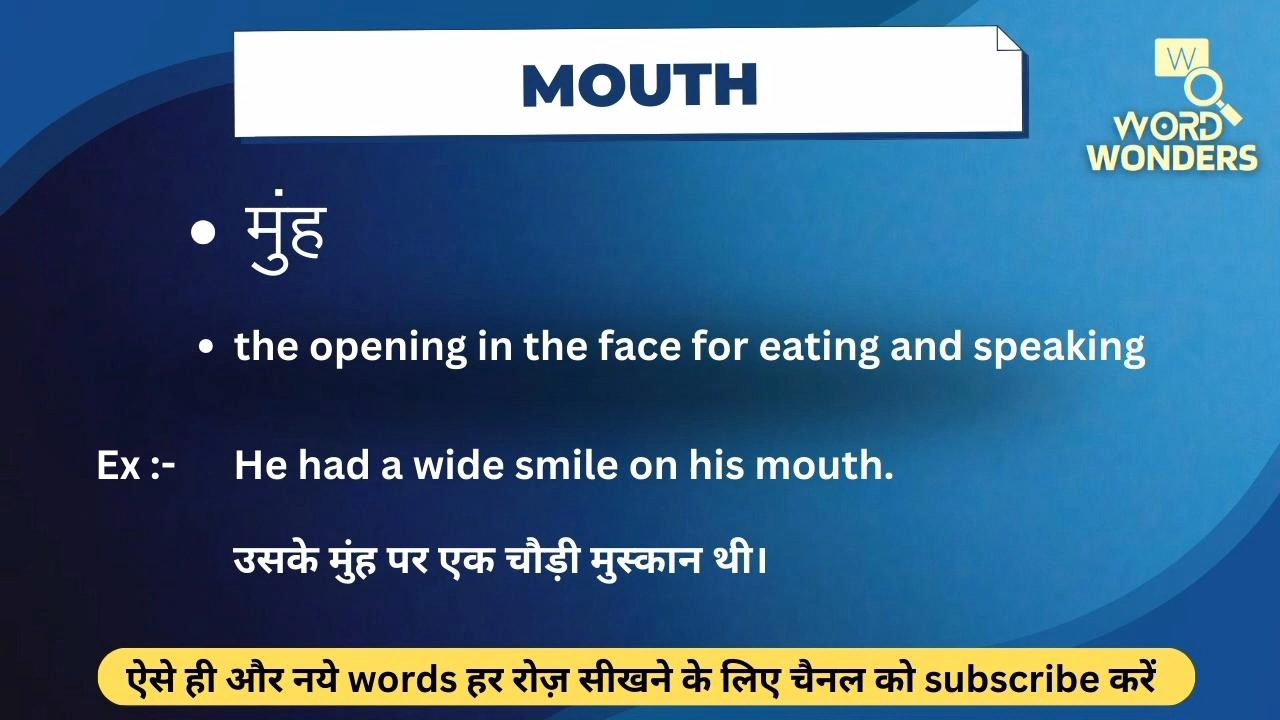 MOUTH
W
WORD
WONDERS
• मुंह
• the opening in the face for eating and speaking
Ex :- He had a wide smile on his mouth.
उसके मुंह पर एक चौड़ी मुस्कान थी।
ऐसे ही और नये words हर रोज़ सीखने के लिए चैनल को subscribe करें